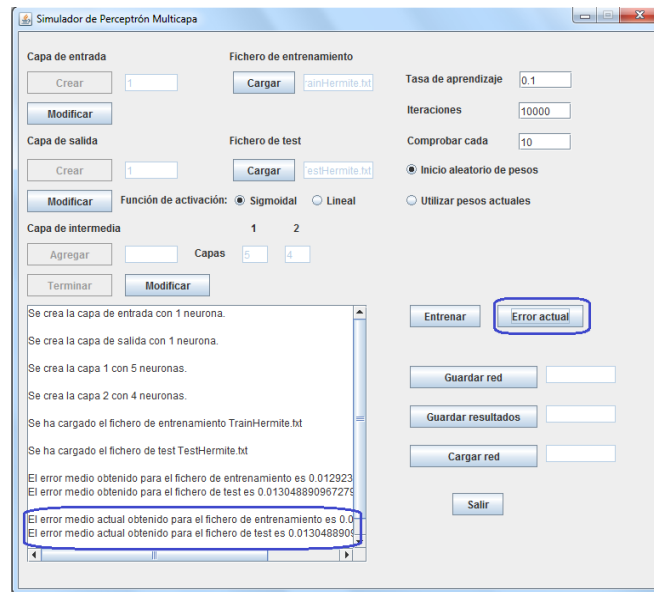 Simulador de Perceptrón Multicapa
Capa de entrada
Fichero de entrenamiento
Crear 1
Cargar rainHermite.txt
Tasa de aprendizaje 0.1
Modificar
Iteraciones 10000
Capa de salida
Fichero de test
Comprobar cada 10
Crear 1
Cargar estHermite.txt
Inicio aleatorio de pesos
Modificar
Función de activación: Sigmoidal Lineal
Utilizar pesos actuales
Capa de intermedia
1 2
Agregar
Capas 5 4
Terminar
Modificar
Se crea la capa de entrada con 1 neurona.
Se crea la capa de salida con 1 neurona.
Se crea la capa 1 con 5 neuronas.
Se crea la capa 2 con 4 neuronas.
Se ha cargado el fichero de entrenamiento TrainHermite.txt
Se ha cargado el fichero de test TestHermite.txt
El error medio obtenido para el fichero de entrenamiento es 0.012923
El error medio obtenido para el fichero de test es 0.013048890967279
El error medio actual obtenido para el fichero de entrenamiento es 0.0
El error medio actual obtenido para el fichero de test es 0.0130488909
Entrenar
Error actual
Guardar red
Guardar resultados
Cargar red
Salir